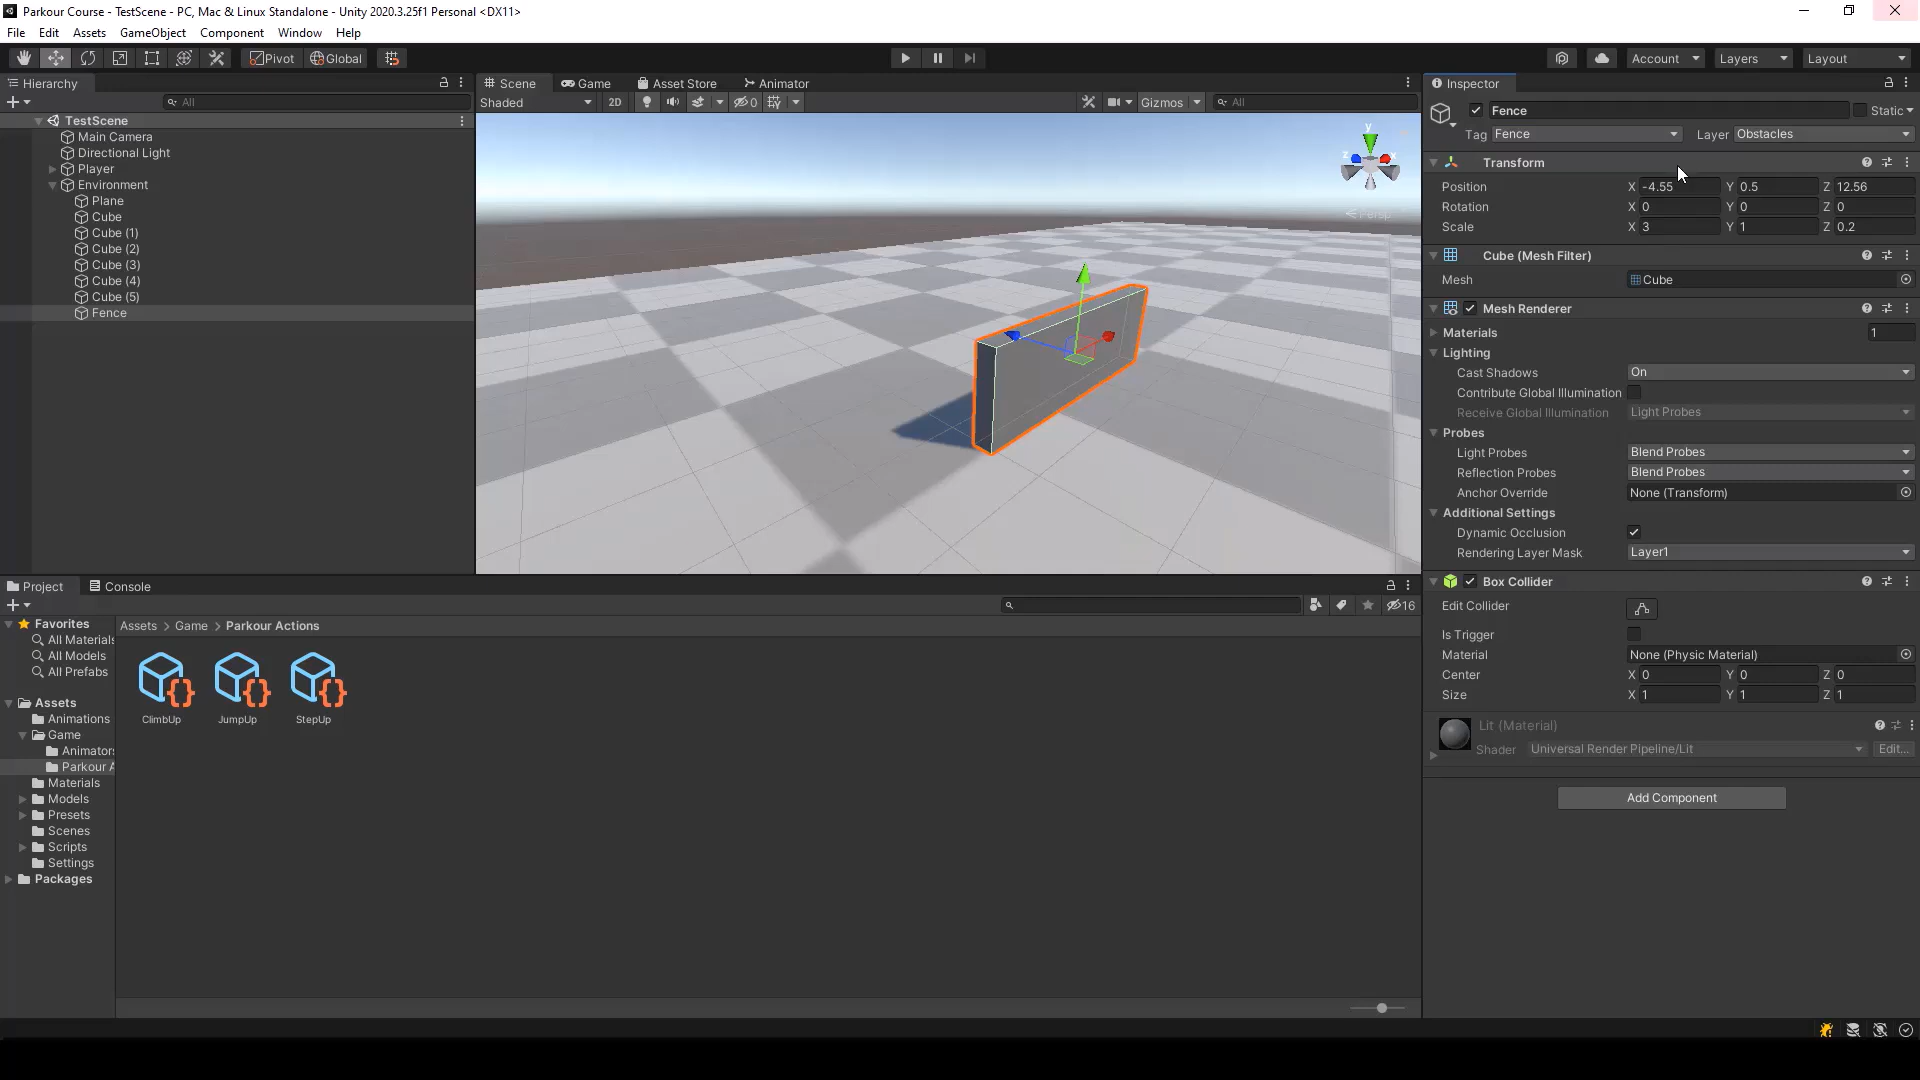 Parkour Course - TestScene - PC, Mac & Linux Standalone - Unity 2020.3.25f1 Personal <DX11>
File Edit Assets GameObject Component Window Help
Pivot Global Account Layers Layout
Hierarchy
All
TestScene
Main Camera
Directional Light
Player
Environment
Plane
Cube
Cube (1)
Cube (2)
Cube (3)
Cube (4)
Cube (5)
Fence
Scene Game Asset Store Animator
Shaded 2D 0 Gizmos All
y
z x
Persp
Project Console
16
Favorites
All Materials
All Models
All Prefabs
Assets
Animations
Game
Animators
Parkour A
Materials
Models
Presets
Scenes
Scripts
Settings
Packages
Assets > Game > Parkour Actions
ClimbUp JumpUp StepUp
Inspector
Fence Static
Tag Fence Layer Obstacles
Transform
Position X -4.55 Y 0.5 Z 12.56
Rotation X 0 Y 0 Z 0
Scale X 3 Y 1 Z 0.2
Cube (Mesh Filter)
Mesh Cube
Mesh Renderer
Materials 1
Lighting
Cast Shadows On
Contribute Global Illumination
Receive Global Illumination Light Probes
Probes
Light Probes Blend Probes
Reflection Probes Blend Probes
Anchor Override None (Transform)
Additional Settings
Dynamic Occlusion
Rendering Layer Mask Layer1
Box Collider
Edit Collider
Is Trigger
Material None (Physic Material)
Center X 0 Y 0 Z 0
Size X 1 Y 1 Z 1
Lit (Material)
Shader Universal Render Pipeline/Lit Edit...
Add Component